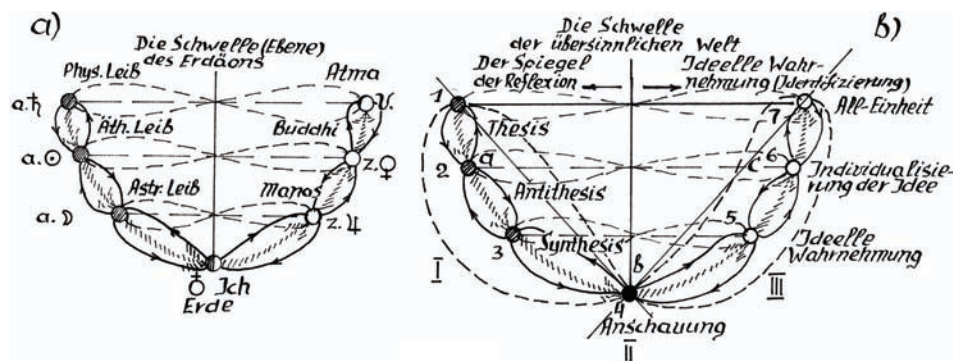 a)
Die Schwelle (Ebene)
des Erdäons
Phys. Leib
Atma
a. ♄
V.
Äth. Leib
Buddhi
a. ☉
z. ♀
Astr. Leib
Manas
a. ☽
z. ♃
Ich
Erde
Die Schwelle
der übersinnlichen Welt
β)
Der Spiegel
der Reflexion
Ideelle Wahr-
nehmung (Identifizierung)
1
7
All-Einheit
Thesis
2
a
c
6
Individualisie-
rung der Idee
Antithesis
3
5
Synthesis
Ideelle
Wahrnehmung
I
в
III
4
Anschauung
II